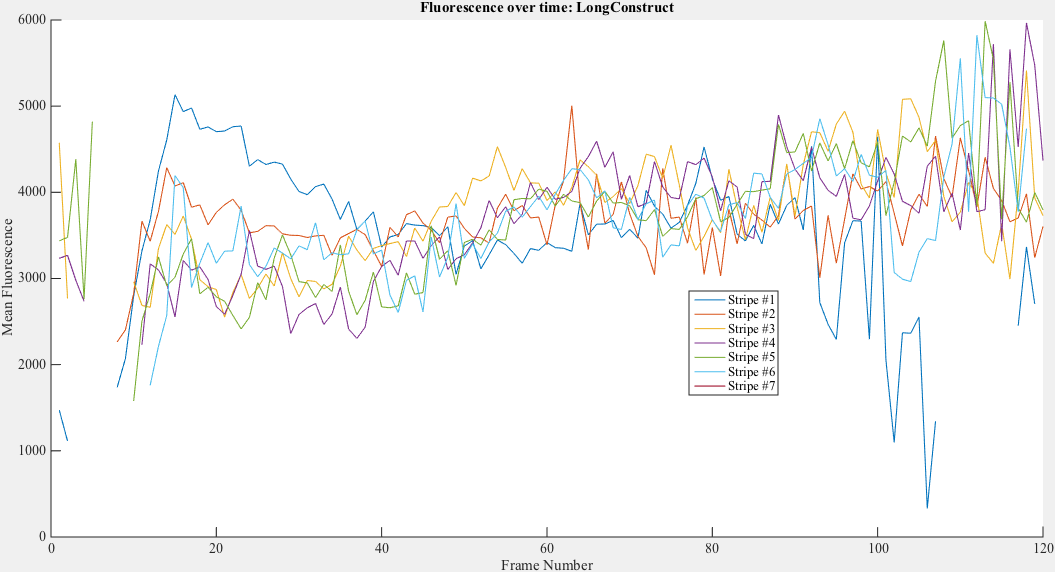 Fluorescence over time: LongConstruct
6000
5000
4000
3000
2000
1000
0
Mean Fluorescence
Stripe #1
Stripe #2
Stripe #3
Stripe #4
Stripe #5
Stripe #6
Stripe #7
0 20 40 60 80 100 120
Frame Number